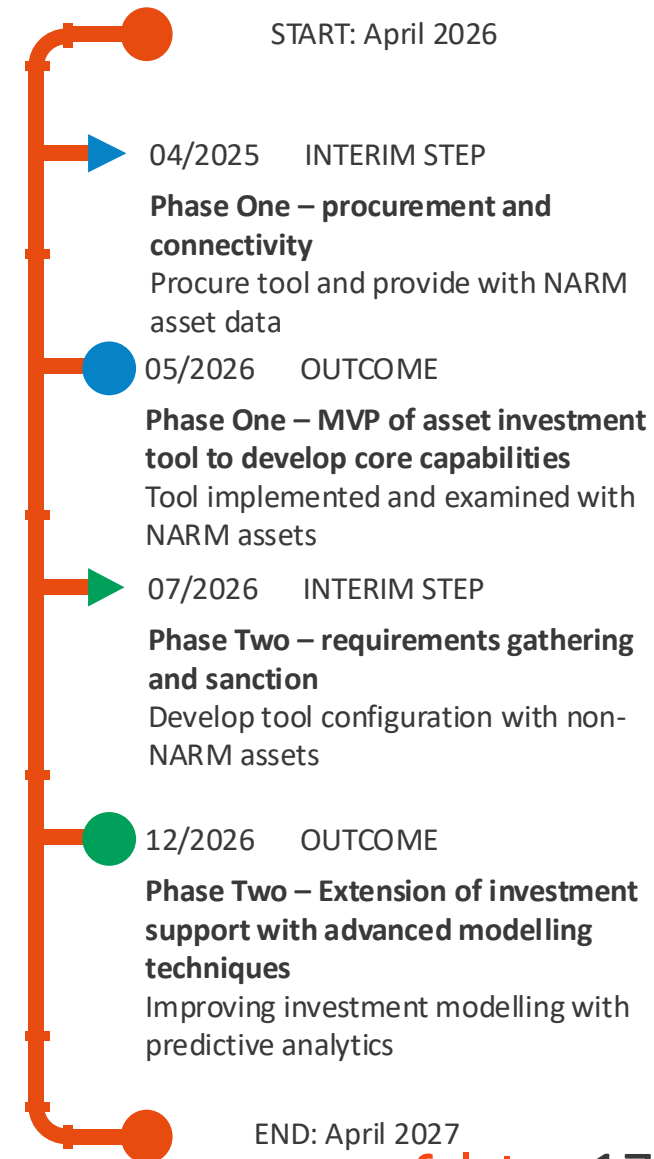 START: April 2026
04/2025 INTERIM STEP
Phase One – procurement and
connectivity
Procure tool and provide with NARM
asset data
05/2026 OUTCOME
Phase One – MVP of asset investment
tool to develop core capabilities
Tool implemented and examined with
NARM assets
07/2026 INTERIM STEP
Phase Two – requirements gathering
and sanction
Develop tool configuration with non-
NARM assets
12/2026 OUTCOME
Phase Two – Extension of investment
support with advanced modelling
techniques
Improving investment modelling with
predictive analytics
END: April 2027